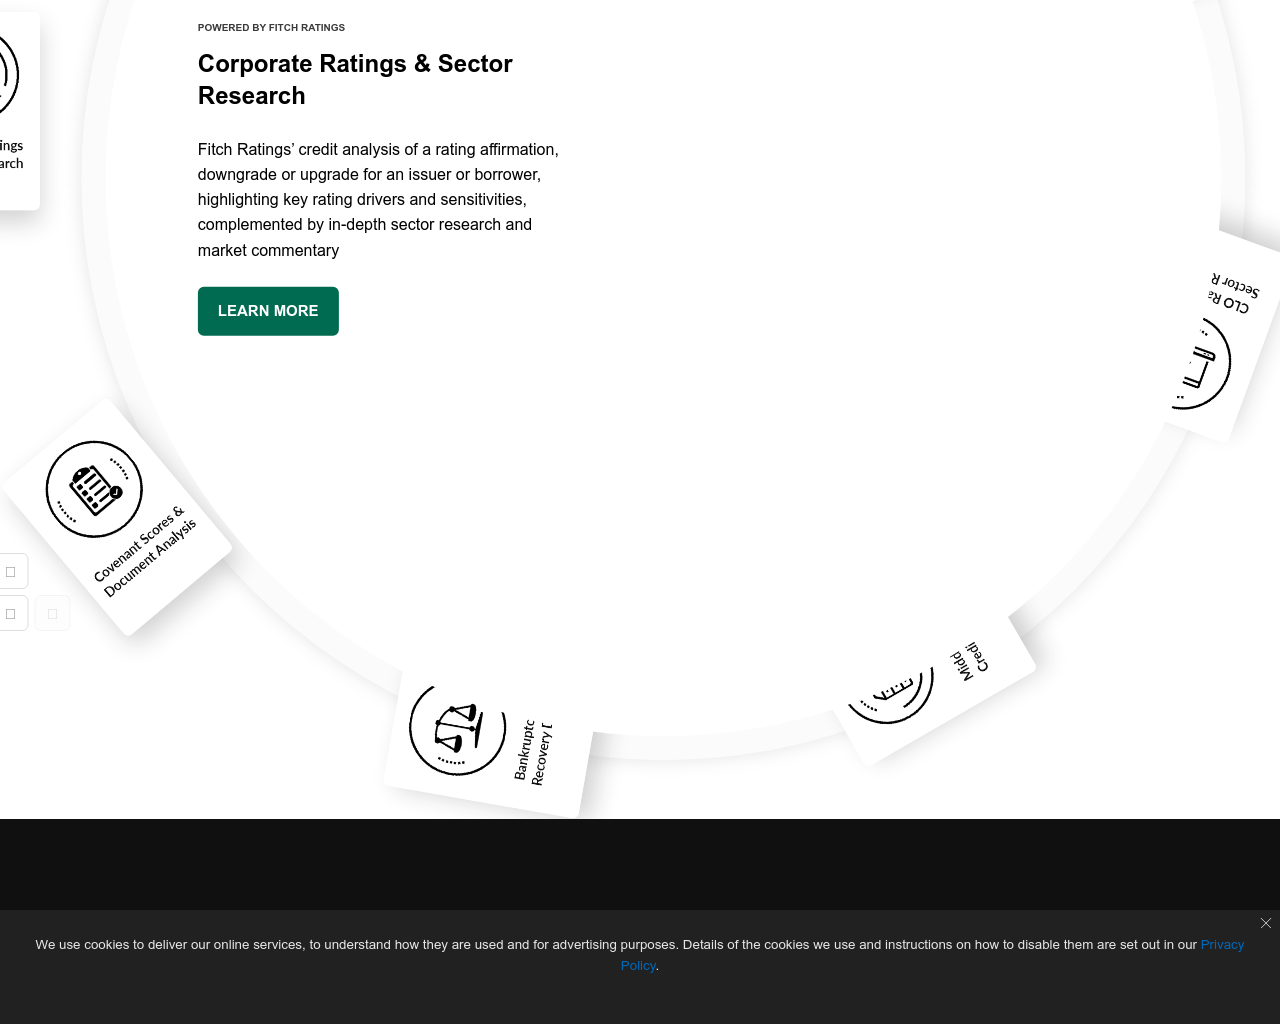 POWERED BY FITCH RATINGS
Corporate Ratings & Sector
Research
Fitch Ratings’ credit analysis of a rating affirmation,
downgrade or upgrade for an issuer or borrower,
highlighting key rating drivers and sensitivities,
complemented by in-depth sector research and
market commentary
LEARN MORE
ings
arch
Sector R
CLO Ra
Covenant Scores &
Document Analysis
Bankruptc
Recovery
Midd
Credi
We use cookies to deliver our online services, to understand how they are used and for advertising purposes. Details of the cookies we use and instructions on how to disable them are set out in our Privacy
Policy.